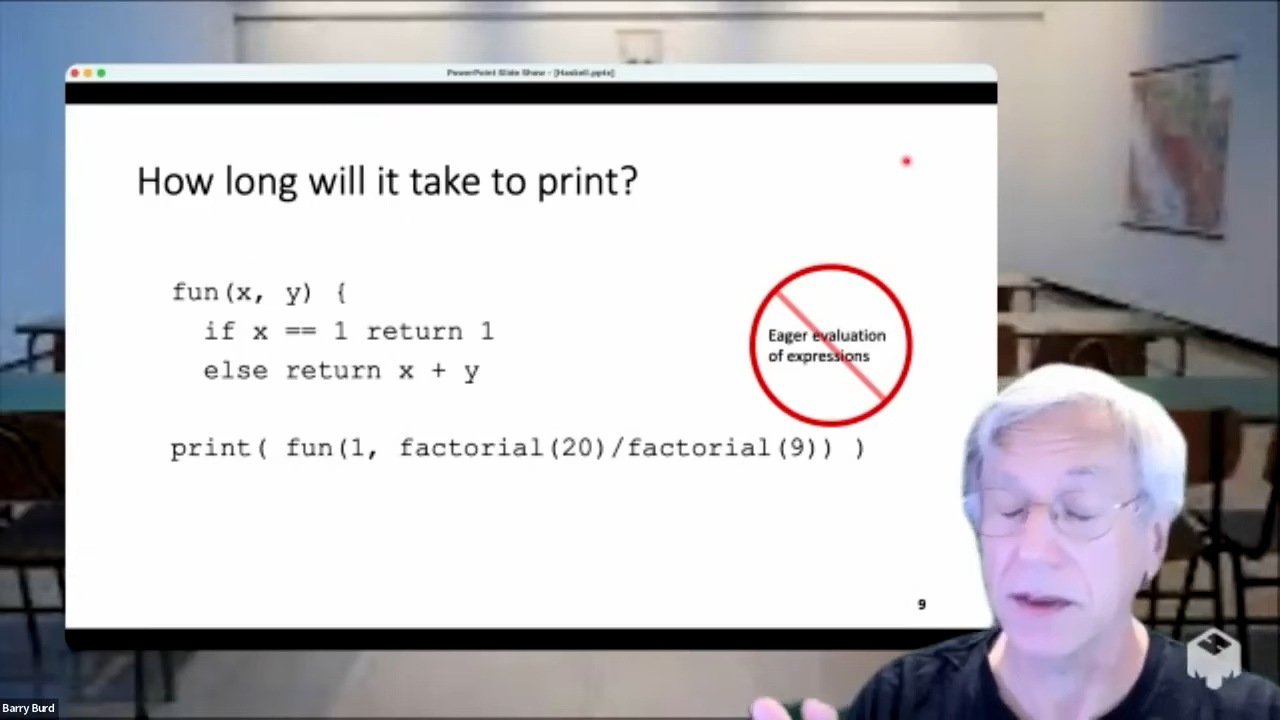 PowerPoint Slide Show - [Haskell.pptx]
How long will it take to print?
fun(x, y) {
if x == 1 return 1
else return x + y
Eager evaluation
of expressions
print( fun(1, factorial(20)/factorial(9)) )
9
Barry Burd